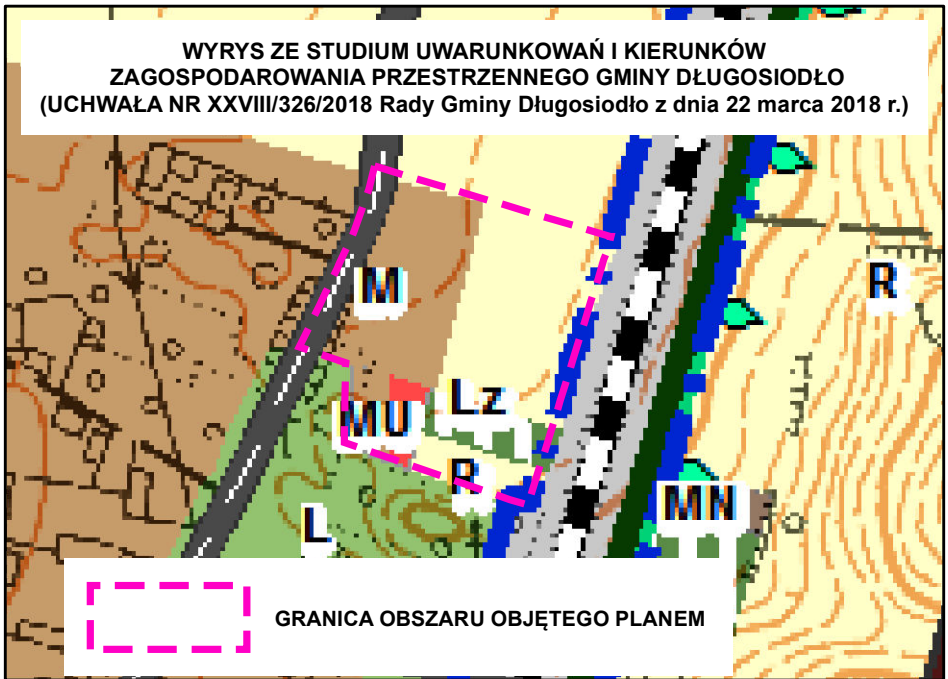 WYRYS ZE STUDIUM UWARUNKOWAŃ I KIERUNKÓW
ZAGOSPODAROWANIA PRZESTRZENNEGO GMINY DŁUGOSIODŁO
(UCHWAŁA NR XXVIII/326/2018 Rady Gminy Długosiodło z dnia 22 marca 2018 r.)
R
M
Lz
MU
R
MN
L
GRANICA OBSZARU OBJĘTEGO PLANEM